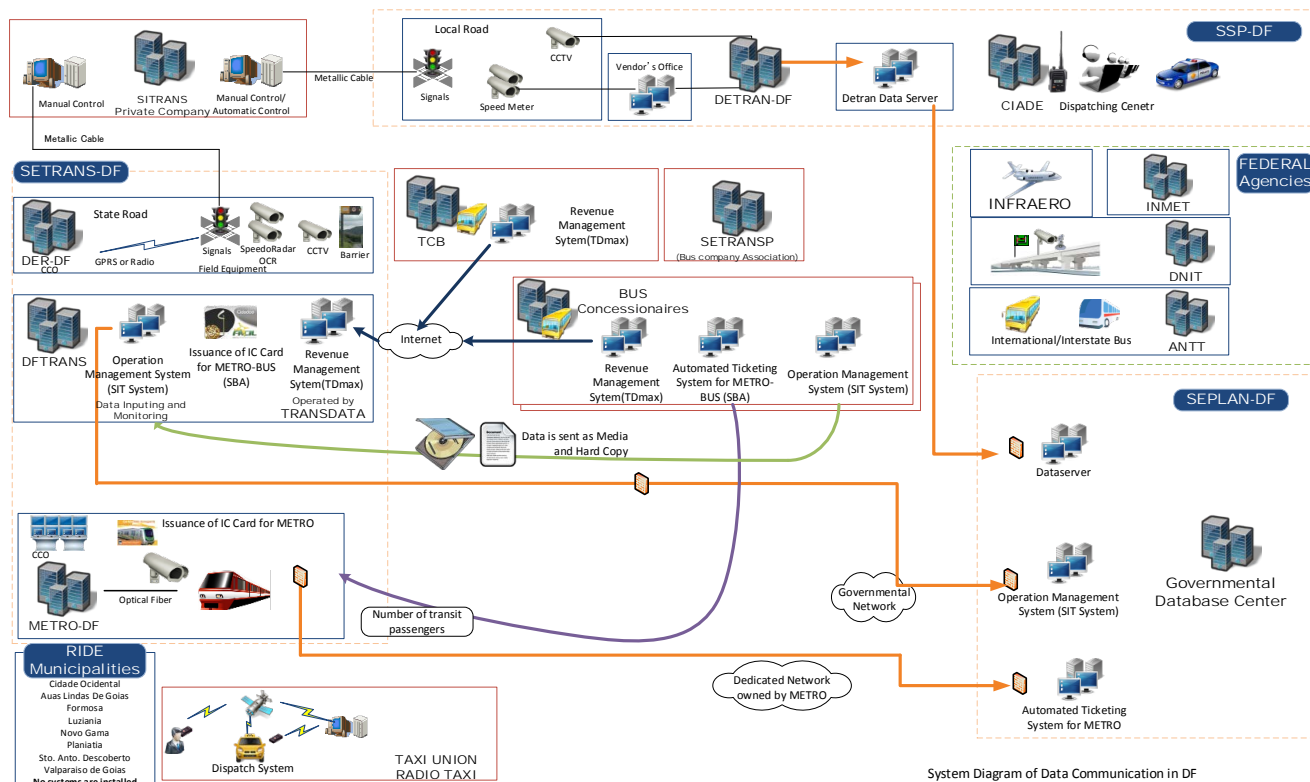 SSP-DF
Local Road
CCTV
Manual Control
SITRANS
Private Company
Manual Control/
Automatic Control
Metallic Cable
Signals
Speed Meter
Vendor's Office
DETRAN-DF
Detran Data Server
CIADE
Dispatching Cenetr
Metallic Cable
SETRANS-DF
State Road
DER-DF
CCO
GPRS or Radio
Signals
Field Equipment
SpeedoRadar
OCR
CCTV
Barrier
TCB
Revenue
Management
Sytem(TDmax)
SETRANSP
(Bus company Association)
FEDERAL
Agencies
INFRAERO
INMET
DNIT
International/Interstate Bus
ANTT
DFTRANS
Operation
Management System
(SIT System)
Data Inputing and
Monitoring
FÁCIL
Issuance of IC Card
for METRO-BUS
(SBA)
Revenue
Management
Sytem(TDmax)
Operated by
TRANSDATA
Internet
BUS
Concessionaires
Revenue
Management
Sytem(TDmax)
Automated Ticketing
System for METRO-
BUS (SBA)
Operation Management
System (SIT System)
Data is sent as Media
and Hard Copy
SEPLAN-DF
Dataserver
Operation Management
System (SIT System)
Governmental
Database Center
Automated Ticketing
System for METRO
Issuance of IC Card for METRO
CCO
METRO-DF
Optical Fiber
Number of transit
passengers
Governmental
Network
Dedicated Network
owned by METRO
RIDE
Municipalities
Cidade Ocidental
Auas Lindas De Goias
Formosa
Luziania
Novo Gama
Planiatia
Sto. Anto. Descoberto
Valparaiso de Goias
No systems are installed
Dispatch System
TAXI UNION
RADIO TAXI
System Diagram of Data Communication in DF